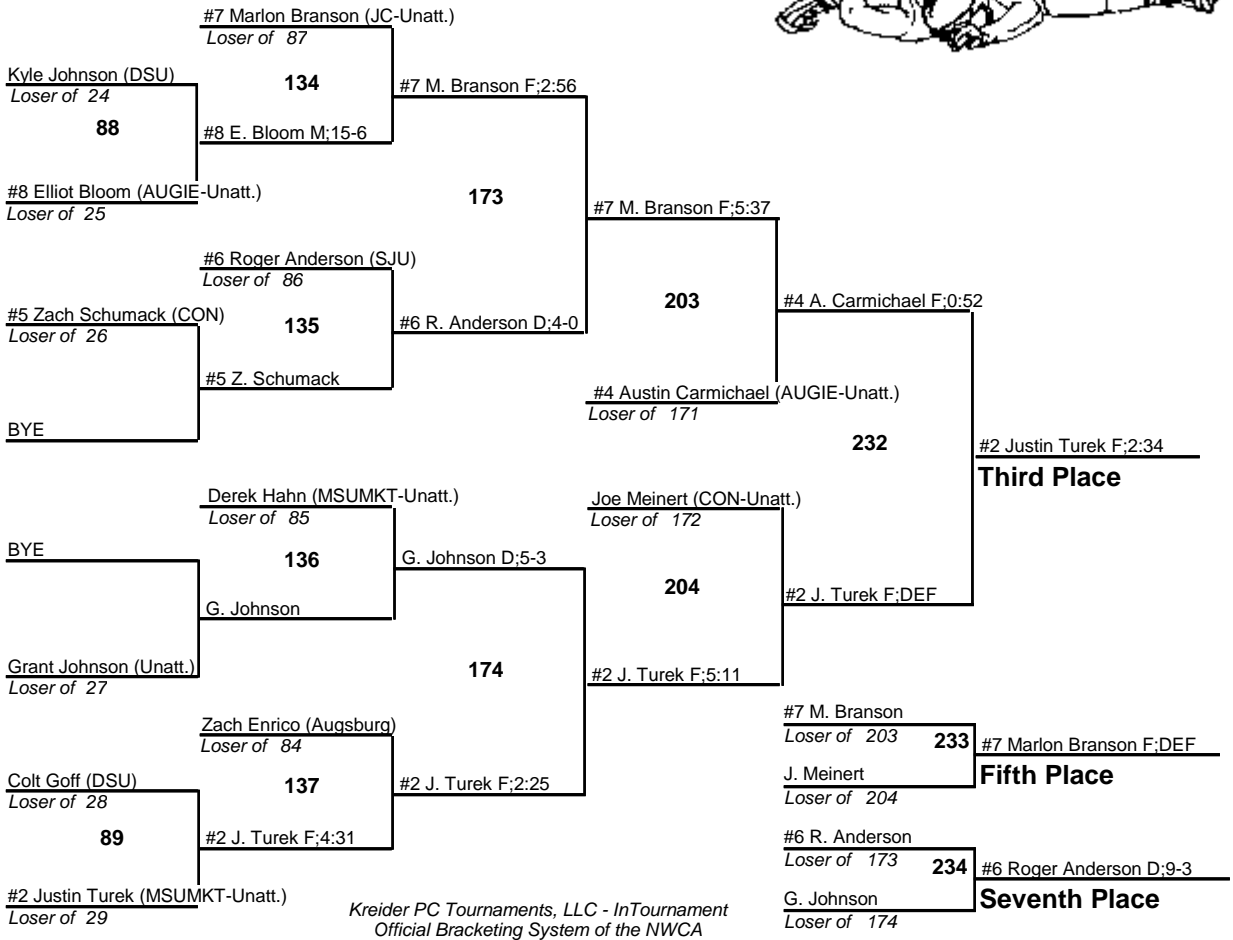 #7 Marlon Branson (JC-Unatt.)
Loser of 87
Kyle Johnson (DSU)
Loser of 24
134
#7 M. Branson F;2:56
88
#8 E. Bloom M;15-6
#8 Elliot Bloom (AUGIE-Unatt.)
Loser of 25
173
#7 M. Branson F;5:37
#6 Roger Anderson (SJU)
Loser of 86
#5 Zach Schumack (CON)
Loser of 26
135
#6 R. Anderson D;4-0
203
#4 A. Carmichael F;0:52
#5 Z. Schumack
#4 Austin Carmichael (AUGIE-Unatt.)
Loser of 171
BYE
232
#2 Justin Turek F;2:34
Third Place
Derek Hahn (MSUMKT-Unatt.)
Loser of 85
Joe Meinert (CON-Unatt.)
Loser of 172
BYE
136
G. Johnson D;5-3
204
G. Johnson
#2 J. Turek F;DEF
Grant Johnson (Unatt.)
Loser of 27
174
#2 J. Turek F;5:11
Zach Enrico (Augsburg)
Loser of 84
#7 M. Branson
Loser of 203
233
#7 Marlon Branson F;DEF
Fifth Place
J. Meinert
Loser of 204
Colt Goff (DSU)
Loser of 28
137
#2 J. Turek F;2:25
89
#2 J. Turek F;4:31
#6 R. Anderson
Loser of 173
234
#6 Roger Anderson D;9-3
Seventh Place
G. Johnson
Loser of 174
#2 Justin Turek (MSUMKT-Unatt.)
Loser of 29
Kreider PC Tournaments, LLC - InTournament
Official Bracketing System of the NWCA